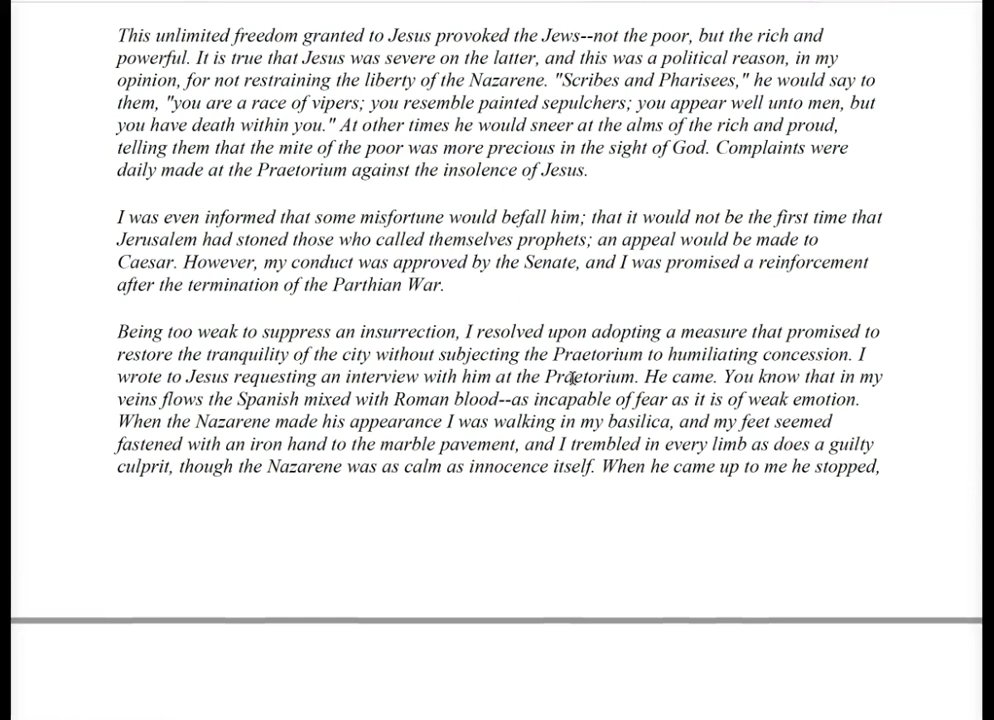 This unlimited freedom granted to Jesus provoked the Jews--not the poor, but the rich and
powerful. It is true that Jesus was severe on the latter, and this was a political reason, in my
opinion, for not restraining the liberty of the Nazarene. "Scribes and Pharisees," he would say to
them, "you are a race of vipers; you resemble painted sepulchers; you appear well unto men, but
you have death within you." At other times he would sneer at the alms of the rich and proud,
telling them that the mite of the poor was more precious in the sight of God. Complaints were
daily made at the Praetorium against the insolence of Jesus.
I was even informed that some misfortune would befall him; that it would not be the first time that
Jerusalem had stoned those who called themselves prophets; an appeal would be made to
Caesar. However, my conduct was approved by the Senate, and I was promised a reinforcement
after the termination of the Parthian War.
Being too weak to suppress an insurrection, I resolved upon adopting a measure that promised to
restore the tranquility of the city without subjecting the Praetorium to humiliating concession. I
wrote to Jesus requesting an interview with him at the Praetorium. He came. You know that in my
veins flows the Spanish mixed with Roman blood--as incapable of fear as it is of weak emotion.
When the Nazarene made his appearance I was walking in my basilica, and my feet seemed
fastened with an iron hand to the marble pavement, and I trembled in every limb as does a guilty
culprit, though the Nazarene was as calm as innocence itself. When he came up to me he stopped,